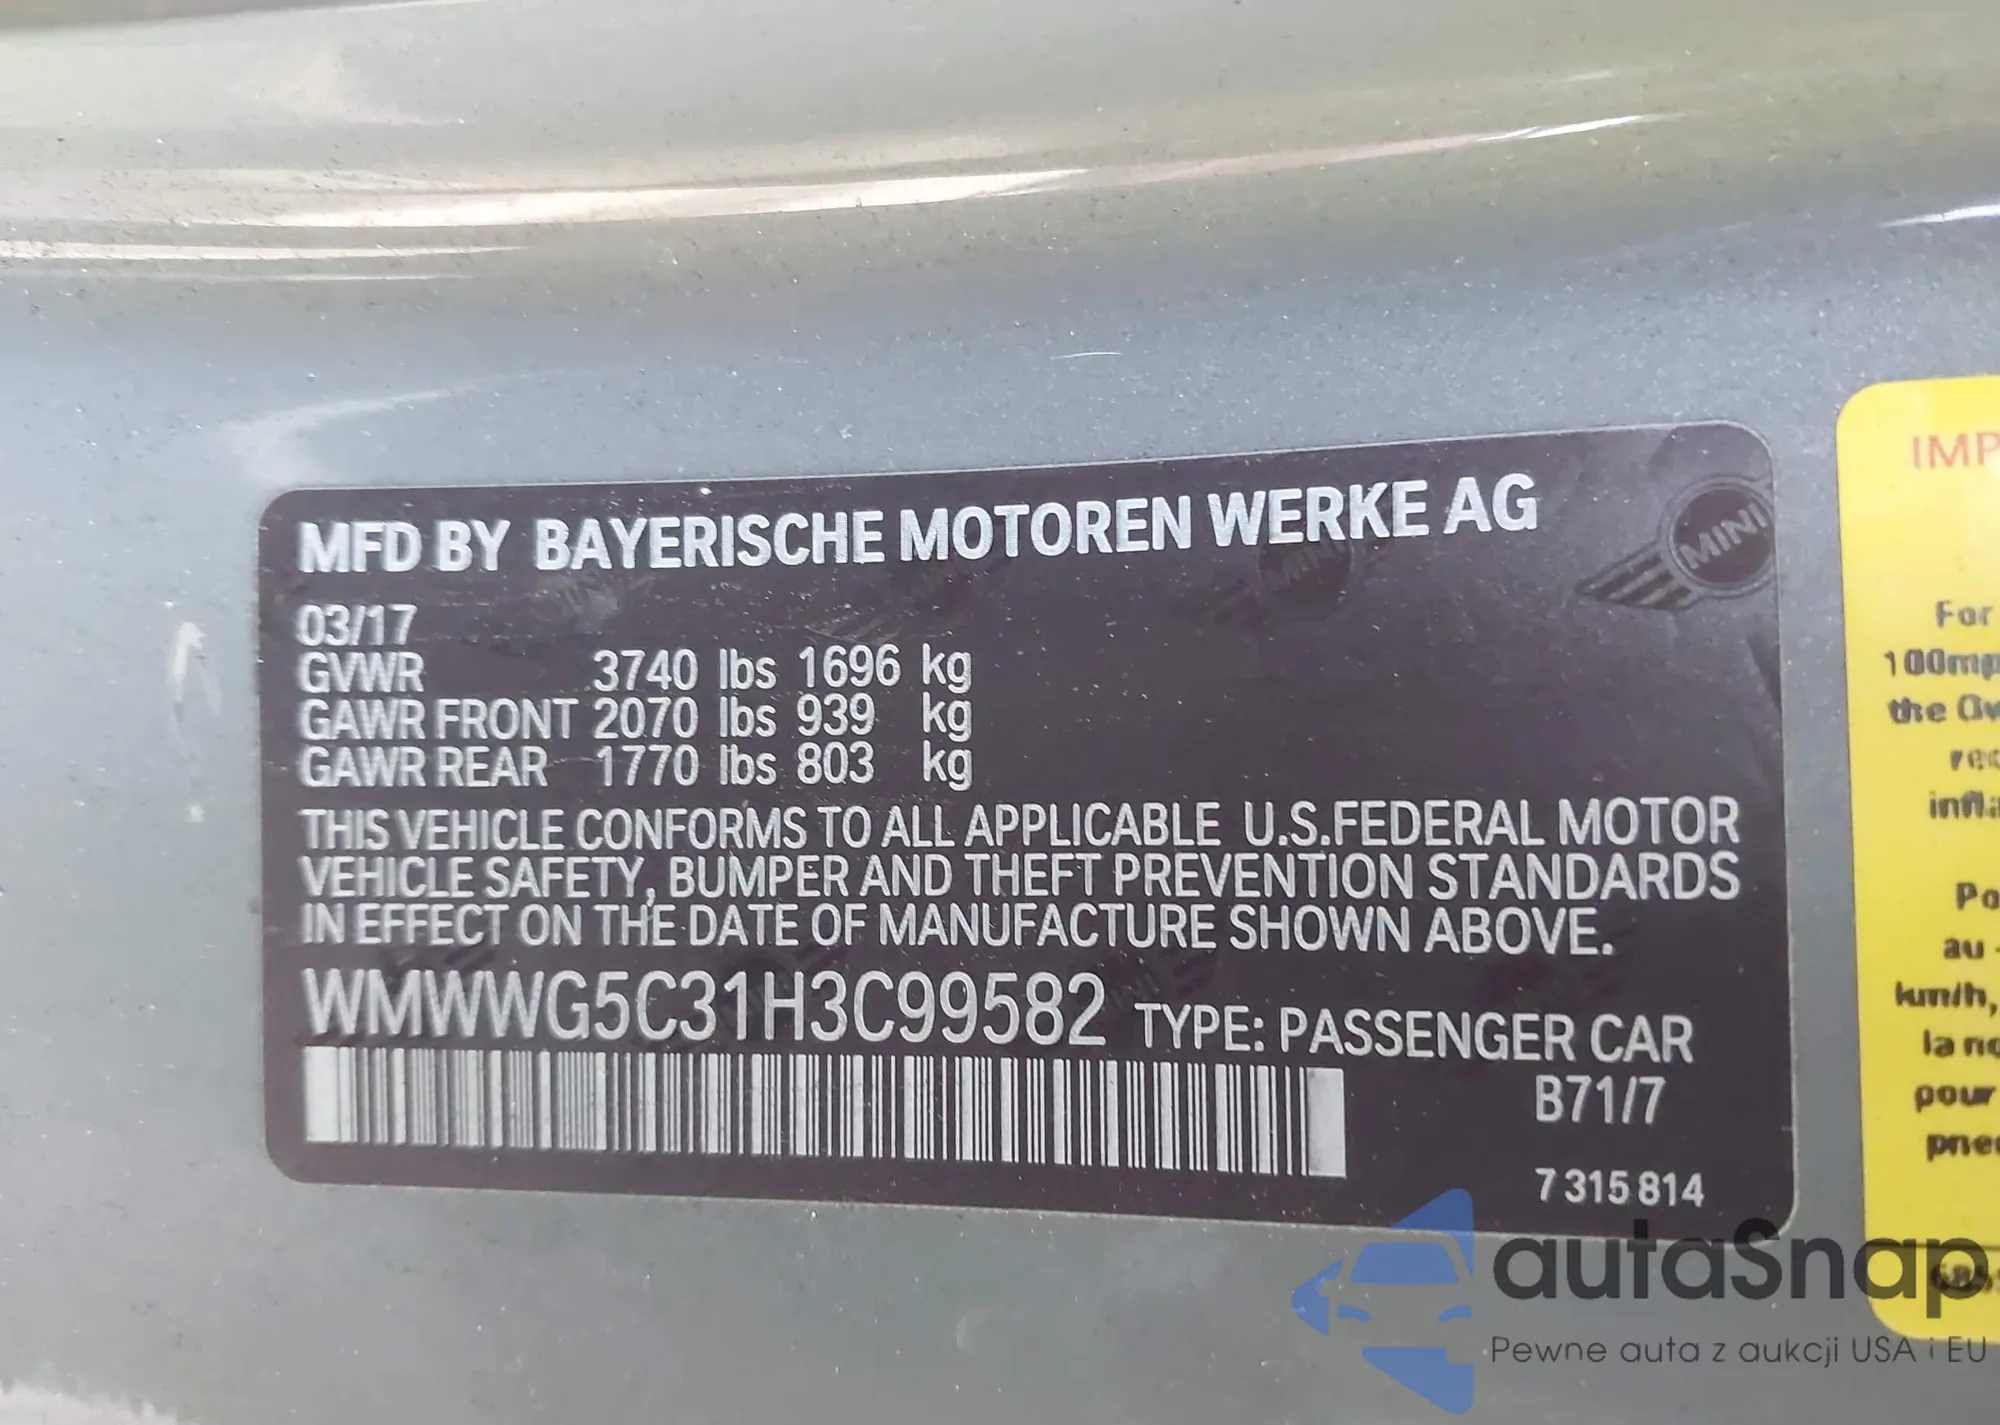 MFD BY BAYERISCHE MOTOREN WERKE AG
MINI
03/17
GVWR 3740 lbs 1696 kg
GAWR FRONT 2070 lbs 939 kg
GAWR REAR 1770 lbs 803 kg
THIS VEHICLE CONFORMS TO ALL APPLICABLE U.S.FEDERAL MOTOR
VEHICLE SAFETY, BUMPER AND THEFT PREVENTION STANDARDS
IN EFFECT ON THE DATE OF MANUFACTURE SHOWN ABOVE.
WMWWG5C31H3C99582 TYPE: PASSENGER CAR
B71/7
7 315 814
IMP
For
100mp
the
rec
infla
Po
au
km/h,
la no
pour
pne
autaSnap
Pewne auta z aukcji USA i EU